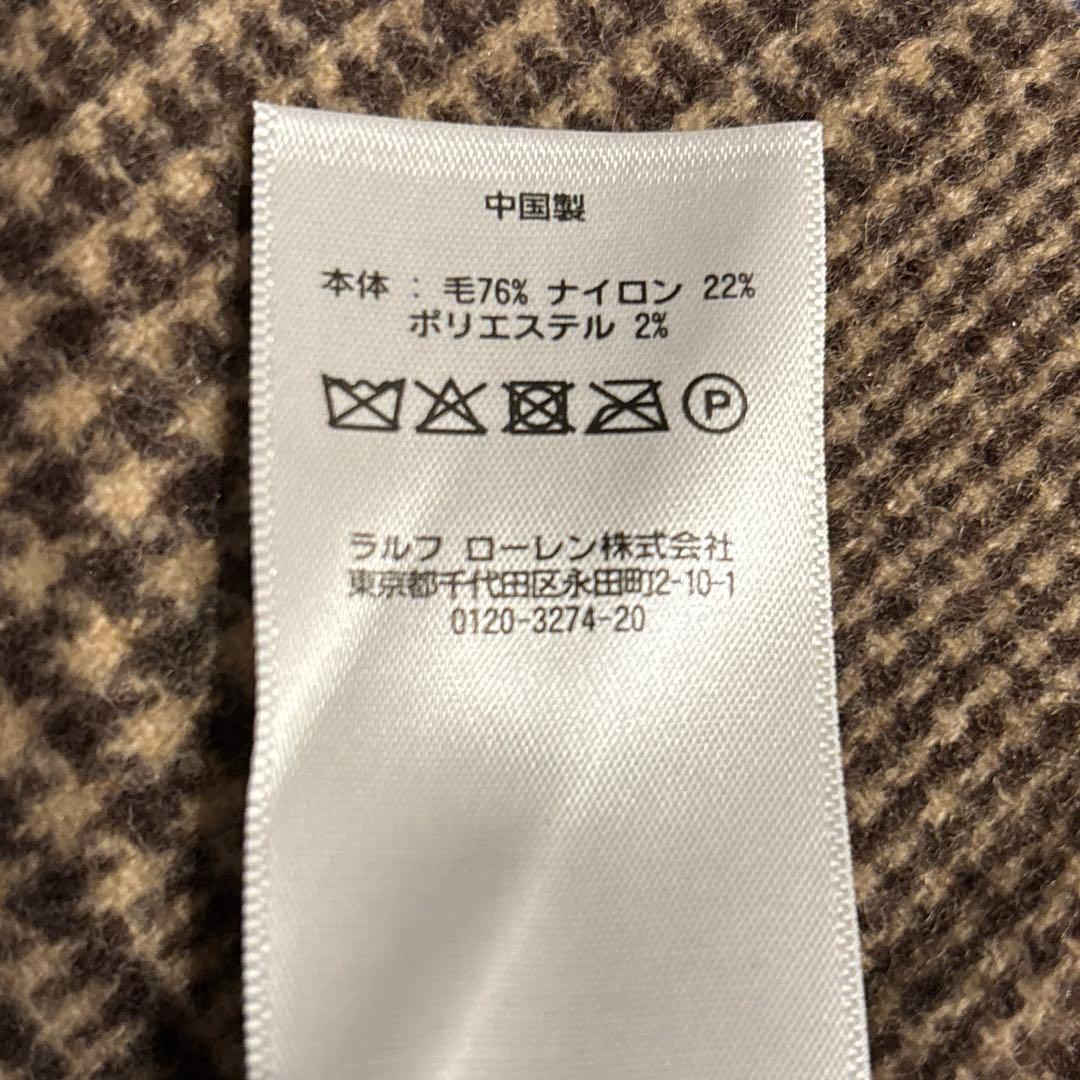 中国製
本体 : 毛76% ナイロン 22%
ポリエステル 2%
P
ラルフ ローレン株式会社
東京都千代田区永田町2-10-1
0120-3274-20